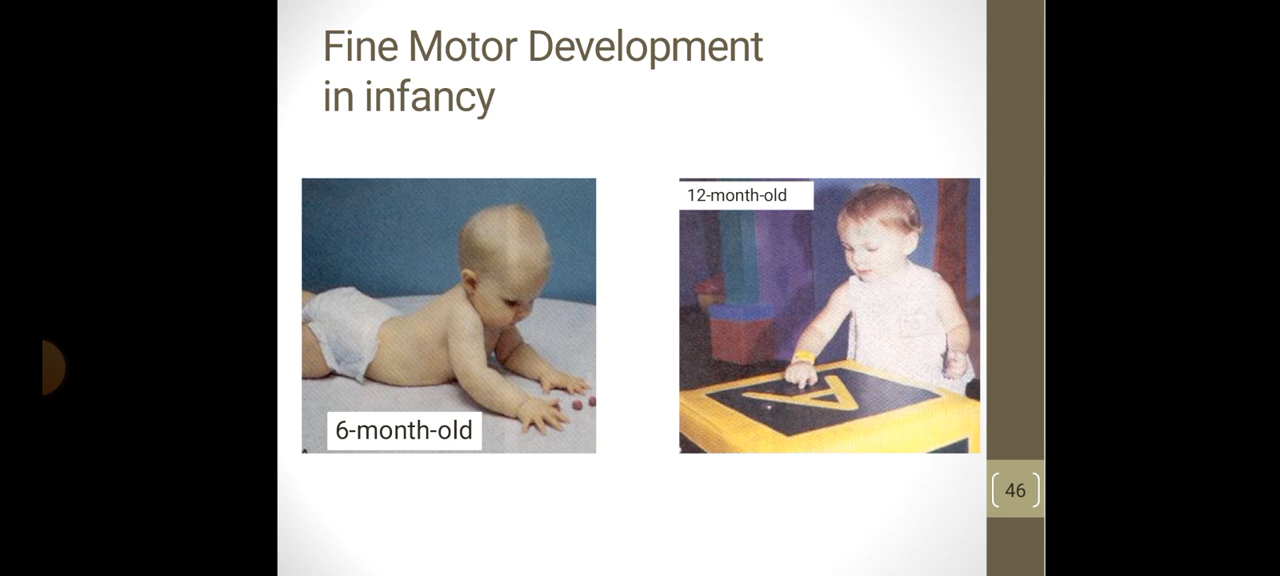 Fine Motor Development
in infancy
6-month-old
12-month-old
A
46